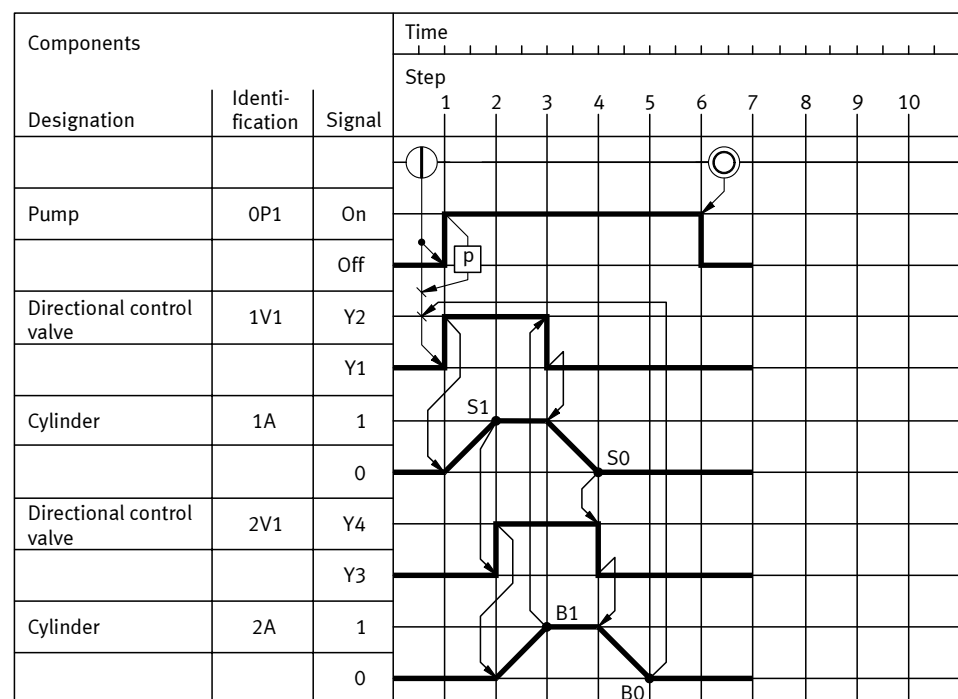 Components
Time
Step
1 2 3 4 5 6 7 8 9 10
Designation
Identi-
fication
Signal
Pump 0P1 On
Off
p
Directional control
valve
1V1 Y2
Y1
Cylinder 1A 1
S1
S0
0
Directional control
valve
2V1 Y4
Y3
Cylinder 2A 1
B1
0
B0